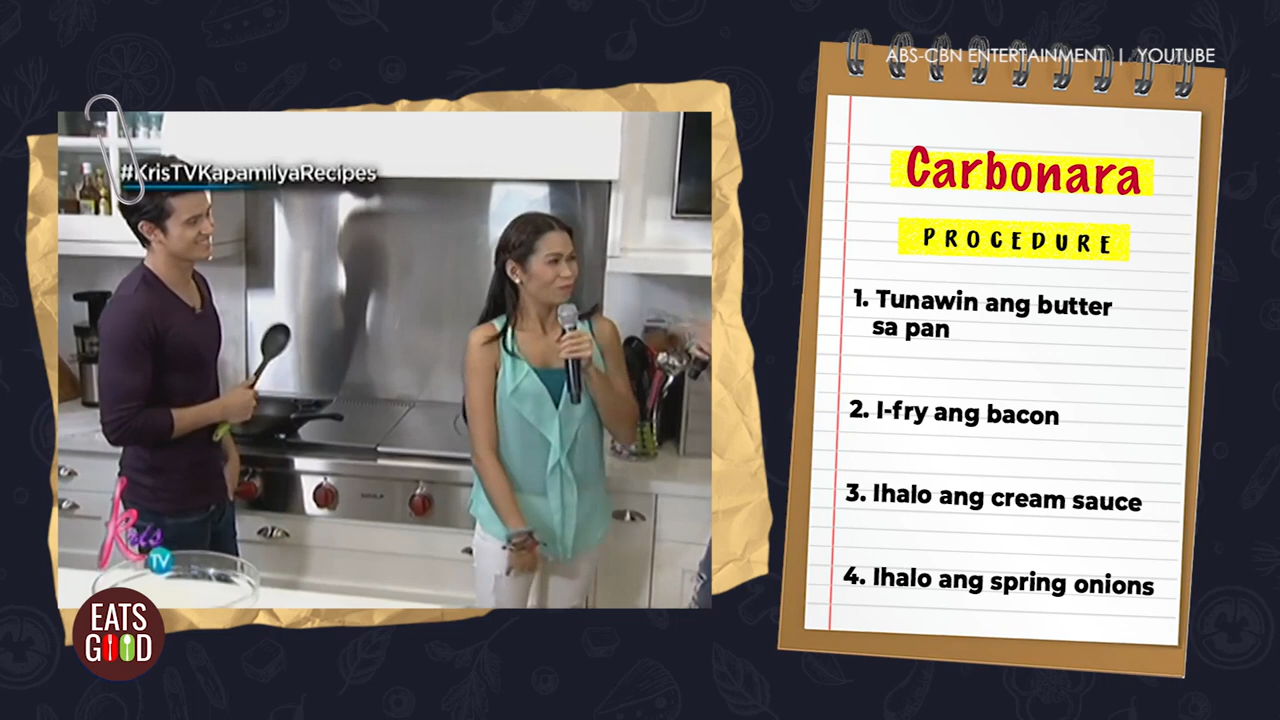 ABS-CBN ENTERTAINMENT | YOUTUBE
#KrisTVKapamilyaRecipes
Carbonara
PROCEDURE
1. Tunawin ang butter
sa pan
2. I-fry ang bacon
3. Ihalo ang cream sauce
4. Ihalo ang spring onions
Kris
TV
EATS
GOOD